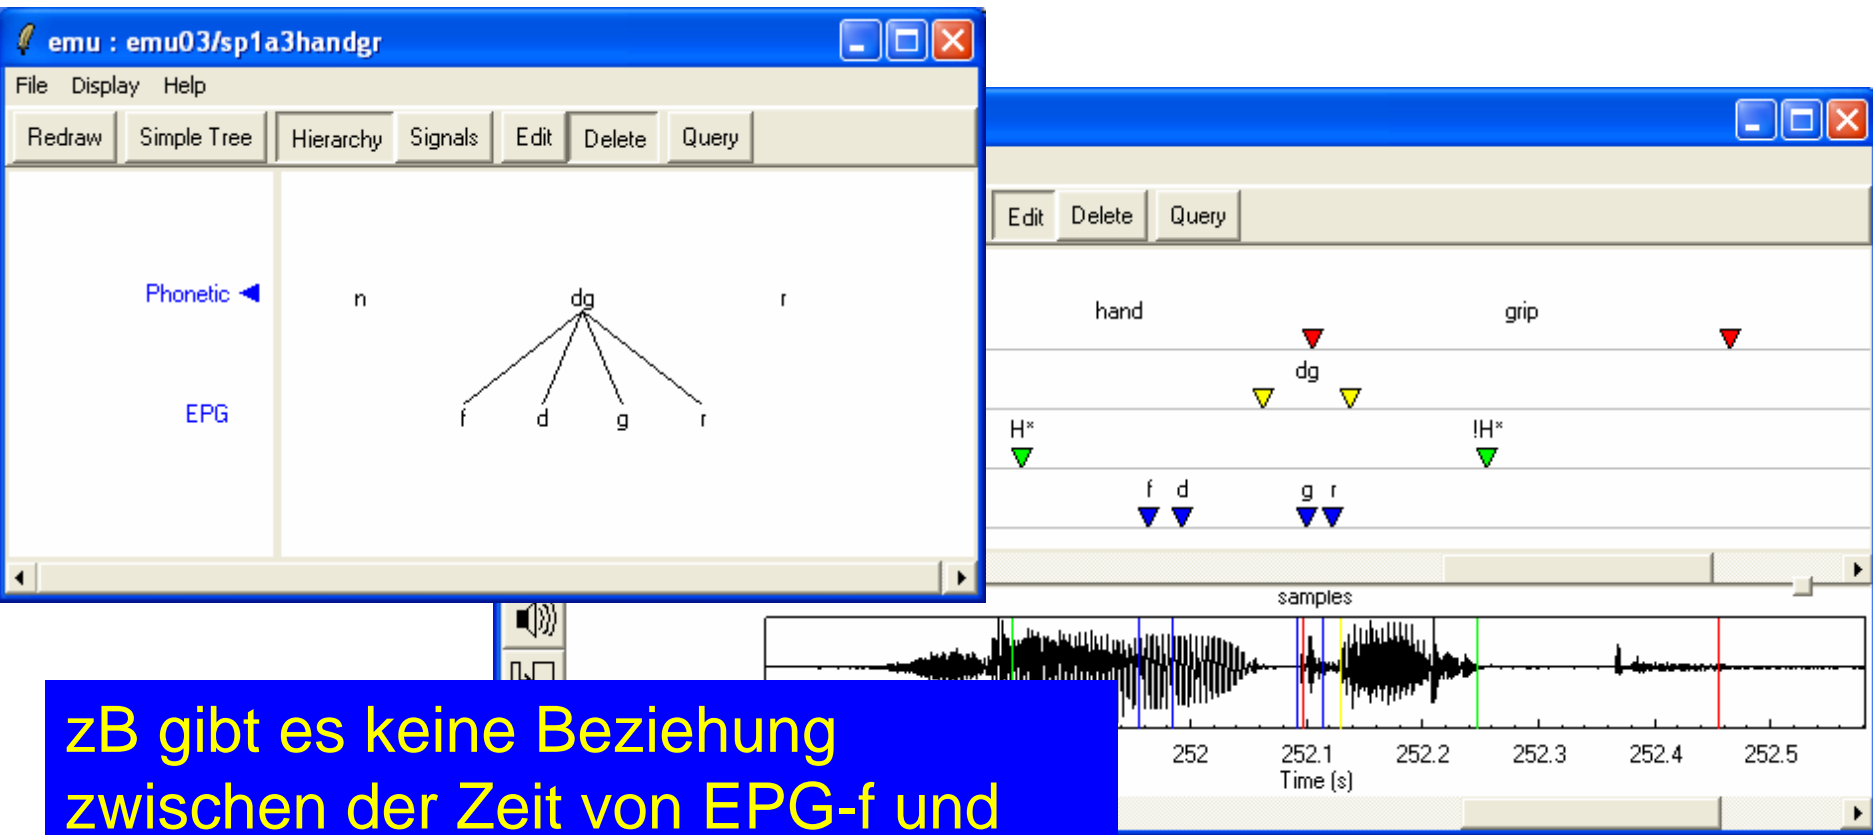 emu : emu03/sp1a3handgr
File Display Help
Redraw Simple Tree Hierarchy Signals Edit Delete Query
Phonetic n dg r
EPG f d g r
Edit Delete Query
hand grip
dg
H* !H*
f d g r
samples
252 252.1 252.2 252.3 252.4 252.5
Time (s)
zB gibt es keine Beziehung
zwischen der Zeit von EPG-f und